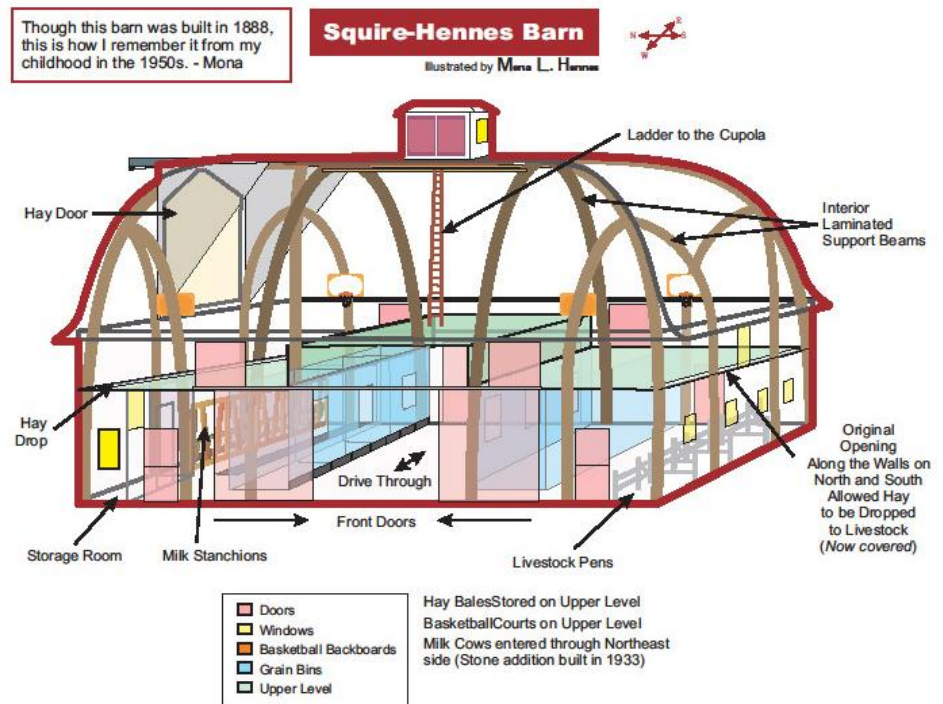 Though this barn was built in 1888,
this is how I remember it from my
childhood in the 1950s. - Mona
Squire-Hennes Barn
Illustrated by Mona L. Hennes
N
E
S
W
Ladder to the Cupola
Hay Door
Interior
Laminated
Support Beams
Hay
Drop
Drive Through
Original
Opening
Along the Walls on
North and South
Allowed Hay
to be Dropped
to Livestock
(Now covered)
Front Doors
Storage Room
Milk Stanchions
Livestock Pens
Doors
Windows
Basketball Backboards
Grain Bins
Upper Level
Hay BalesStored on Upper Level
BasketballCourts on Upper Level
Milk Cows entered through Northeast
side (Stone addition built in 1933)